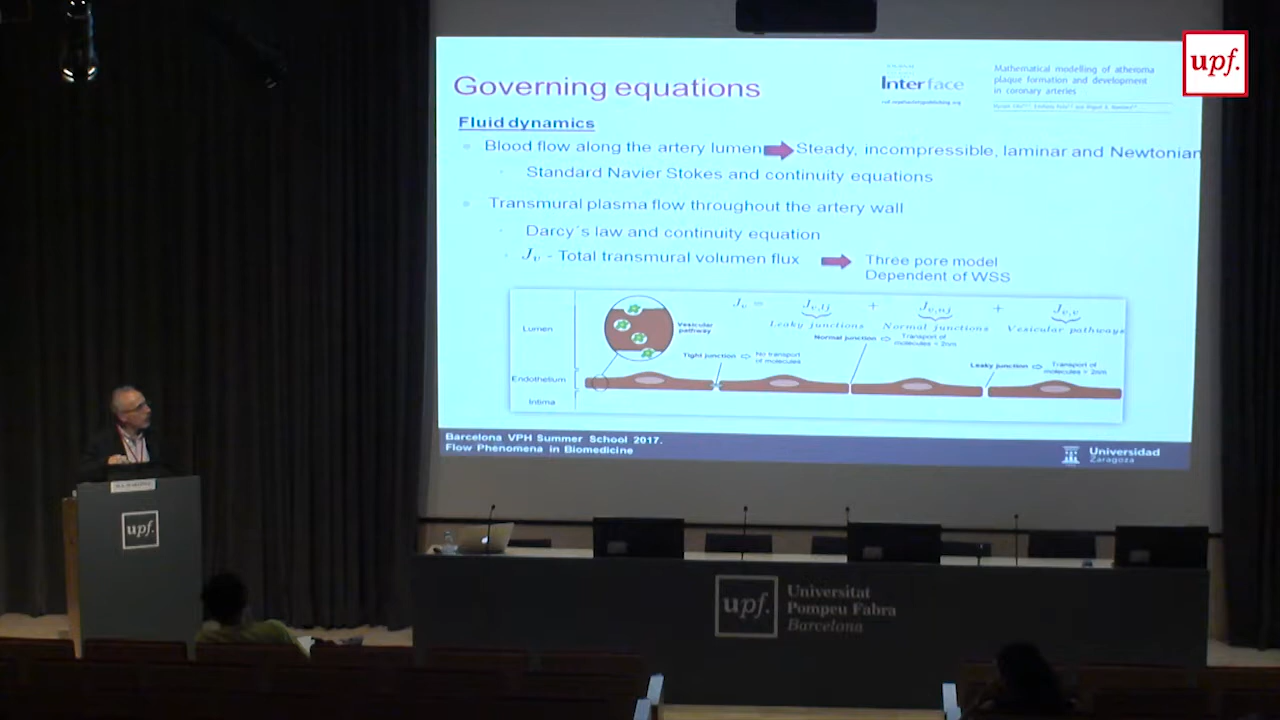 upf.
Governing equations
Interface
Mathematical modelling of atheroma
plaque formation and development
in coronary arteries
Fluid dynamics
Blood flow along the artery lumen
Steady, incompressible, laminar and Newtonian
Standard Navier Stokes and continuity equations
Transmural plasma flow throughout the artery wall
Darcy´s law and continuity equation
Jv - Total transmural volumen flux
Three pore model
Dependent of WSS
Jv = Jv,lj + Jv,nj + Jv,v
Leaky junctions Normal junctions Vesicular pathways
Lumen
Vesicular
pathway
Tight junction
No transport
of molecules
Normal junction
Transport of
molecules < 2nm
Leaky junction
Transport of
molecules > 2nm
Endothelium
Intima
Barcelona VPH Summer School 2017.
Flow Phenomena in Biomedicine
Universidad
Zaragoza
upf.
upf.
Universitat
Pompeu Fabra
Barcelona